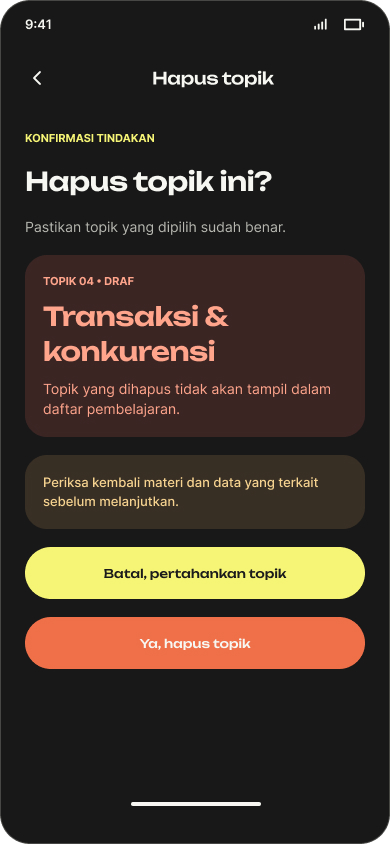 9:41
Hapus topik
KONFIRMASI TINDAKAN
Hapus topik ini?
Pastikan topik yang dipilih sudah benar.
TOPIK 04 • DRAF
Transaksi &
konkurensi
Topik yang dihapus tidak akan tampil dalam
daftar pembelajaran.
Periksa kembali materi dan data yang terkait
sebelum melanjutkan.
Batal, pertahankan topik
Ya, hapus topik